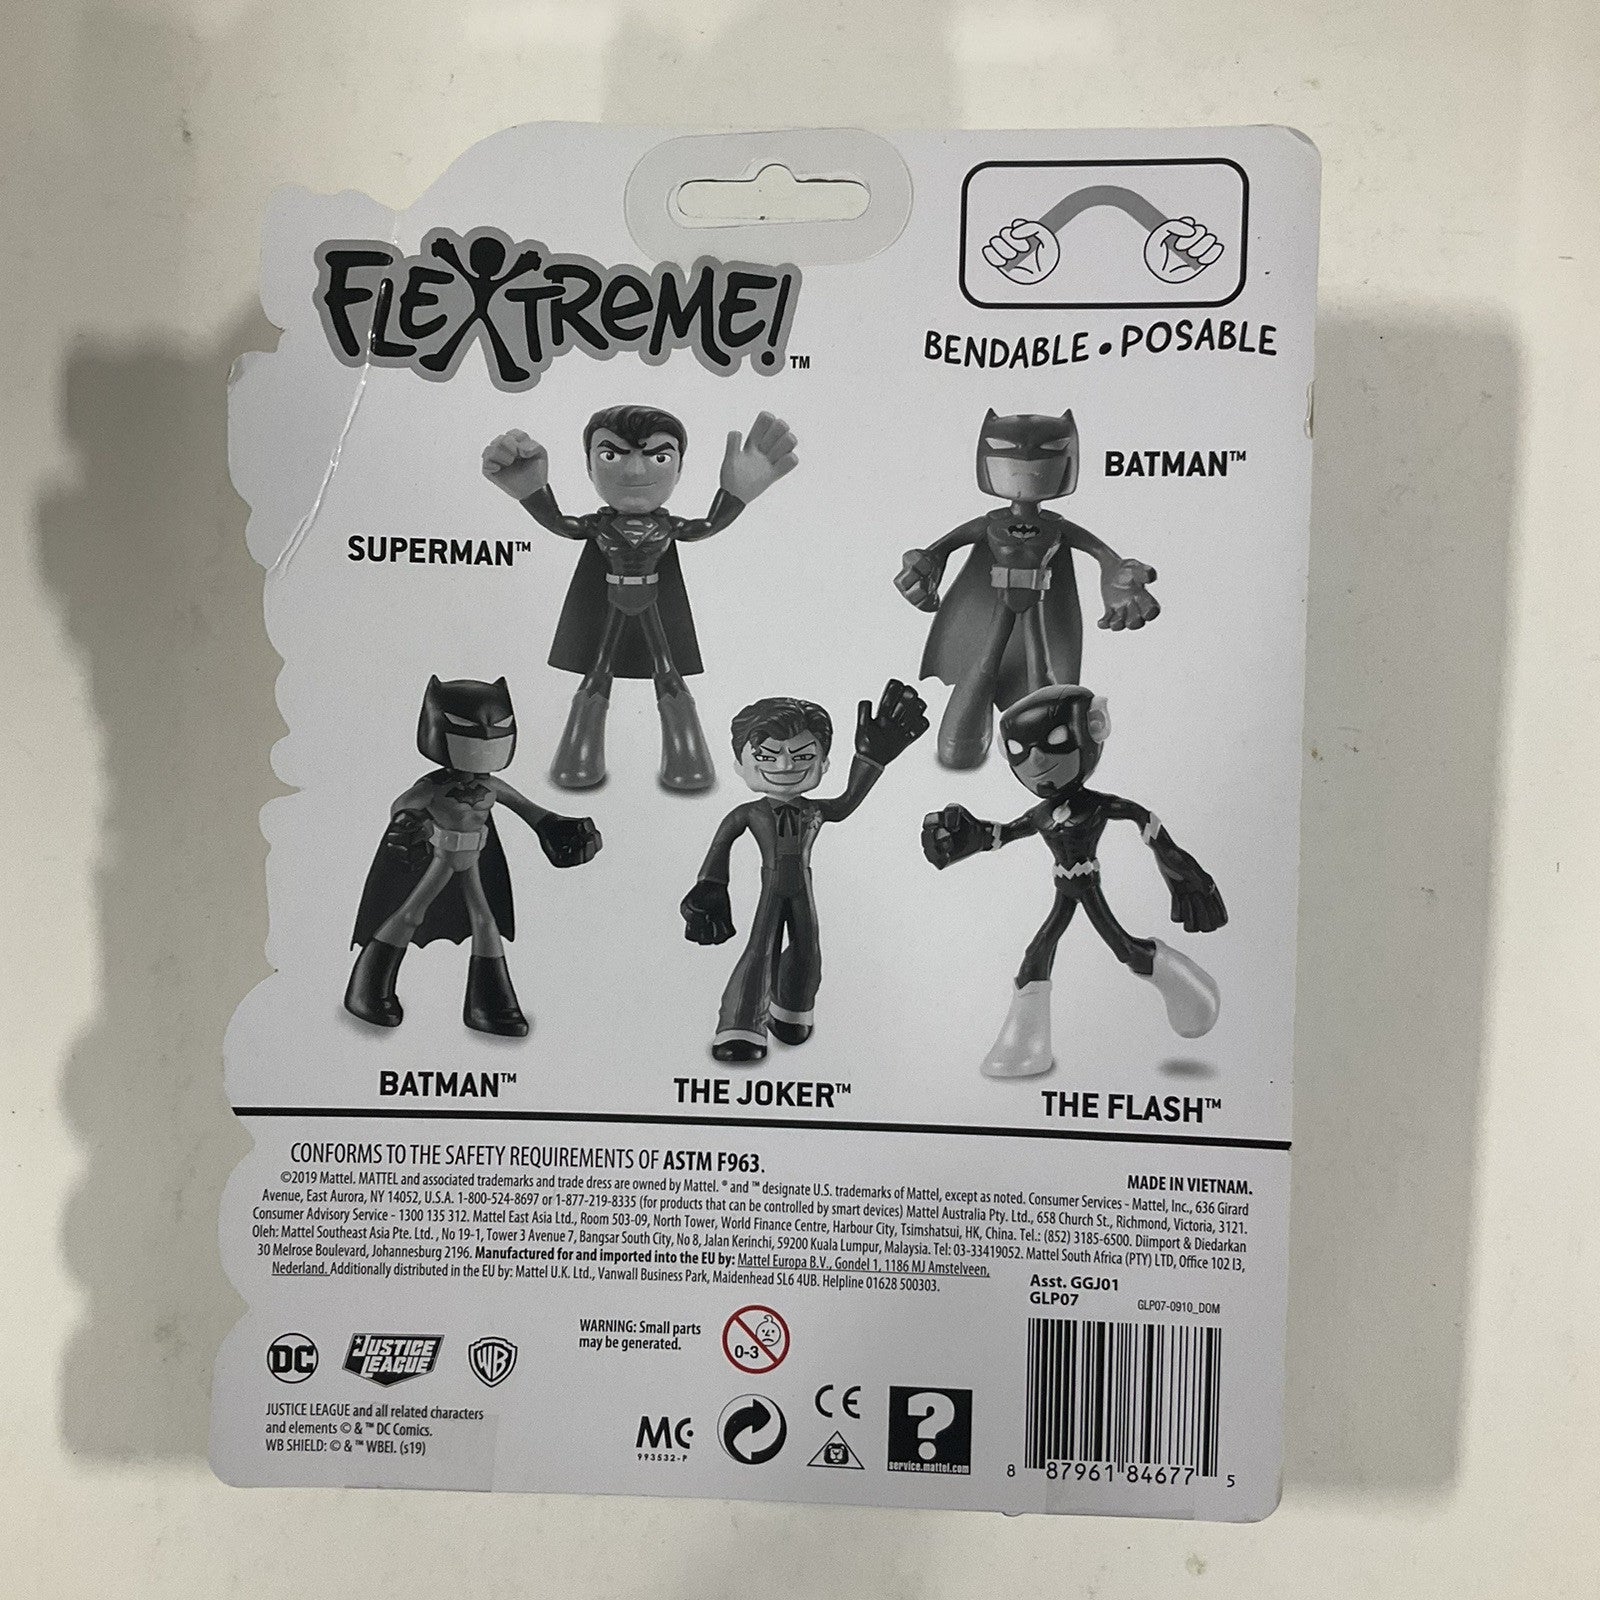 FLEXTREME!™
BENDABLE • POSABLE
SUPERMAN™
BATMAN™
BATMAN™
THE JOKER™
THE FLASH™
CONFORMS TO THE SAFETY REQUIREMENTS OF ASTM F963.
MADE IN VIETNAM.
©2019 Mattel. MATTEL and associated trademarks and trade dress are owned by Mattel. ® and ™ designate U.S. trademarks of Mattel, except as noted. Consumer Services - Mattel, Inc., 636 Girard
Avenue, East Aurora, NY 14052, U.S.A. 1-800-524-8697 or 1-877-219-8335 (for products that can be controlled by smart devices) Mattel Australia Pty. Ltd., 658 Church St., Richmond, Victoria, 3121.
Consumer Advisory Service - 1300 135 312. Mattel East Asia Ltd., Room 503-09, North Tower, World Finance Centre, Harbour City, Tsimshatsui, HK, China. Tel.: (852) 3185-6500. Diimport & Diedarkan
Oleh: Mattel Southeast Asia Pte. Ltd., No 19-1, Tower 3 Avenue 7, Bangsar South City, No 8, Jalan Kerinchi, 59200 Kuala Lumpur, Malaysia. Tel: 03-33419052. Mattel South Africa (PTY) LTD, Office 102 I3,
30 Melrose Boulevard, Johannesburg 2196. Manufactured for and imported into the EU by: Mattel Europa B.V., Gondel 1, 1186 MJ Amstelveen,
Nederland. Additionally distributed in the EU by: Mattel U.K. Ltd., Vanwall Business Park, Maidenhead SL6 4UB. Helpline 01628 500303.
Asst. GGJ01
GLP07 GLP07-0910_DOM
WARNING: Small parts
may be generated.
0-3
DC
JUSTICE
LEAGUE
WB
JUSTICE LEAGUE and all related characters
and elements © & ™ DC Comics.
WB SHIELD: © & ™ WBEI. (s19)
MC
993532-P
CE
?
service.mattel.com
8 87961 84677 5